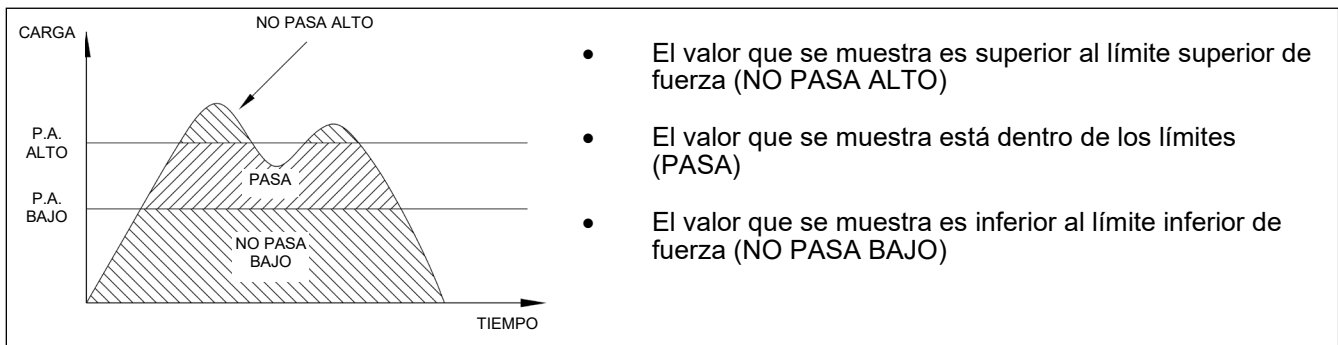 NO PASA ALTO
CARGA
P.A.
ALTO
PASA
P.A.
BAJO
NO PASA
BAJO
TIEMPO
• El valor que se muestra es superior al límite superior de
fuerza (NO PASA ALTO)
• El valor que se muestra está dentro de los límites
(PASA)
• El valor que se muestra es inferior al límite inferior de
fuerza (NO PASA BAJO)